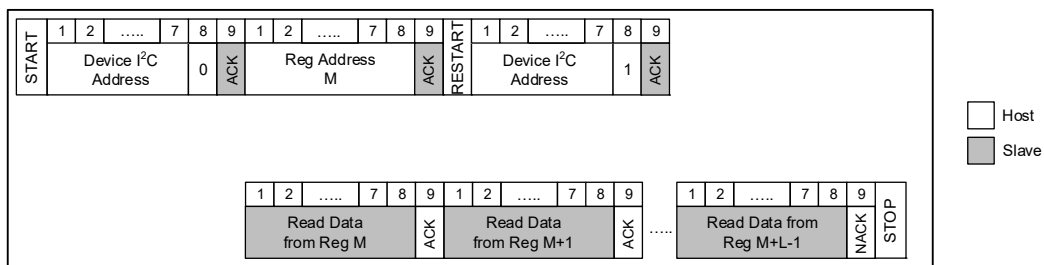 1 2 ….. 7 8 9 1 2 ….. 7 8 9 1 2 ….. 7 8 9
START Device I²C Address 0 ACK Reg Address M ACK RESTART Device I²C Address 1 ACK
Host
Slave
1 2 ….. 7 8 9 1 2 ….. 7 8 9 1 2 ….. 7 8 9
Read Data from Reg M ACK Read Data from Reg M+1 ACK ….. Read Data from Reg M+L-1 NACK STOP